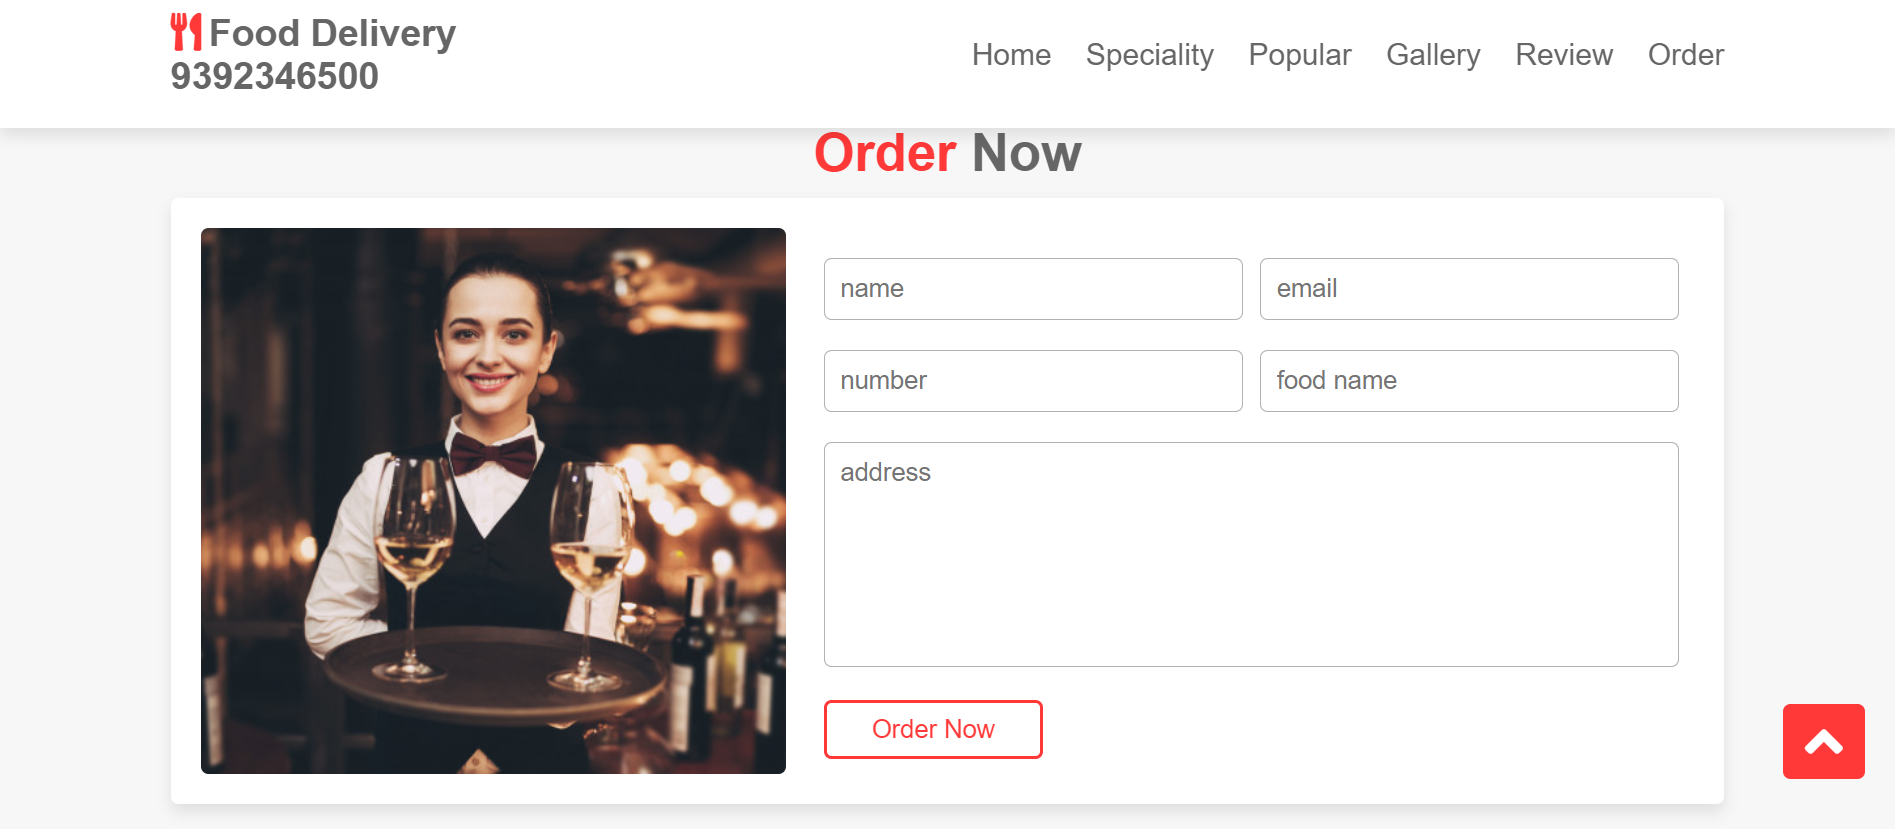 Food Delivery
9392346500
Home Speciality Popular Gallery Review Order
Order Now
name email
number food name
address
Order Now